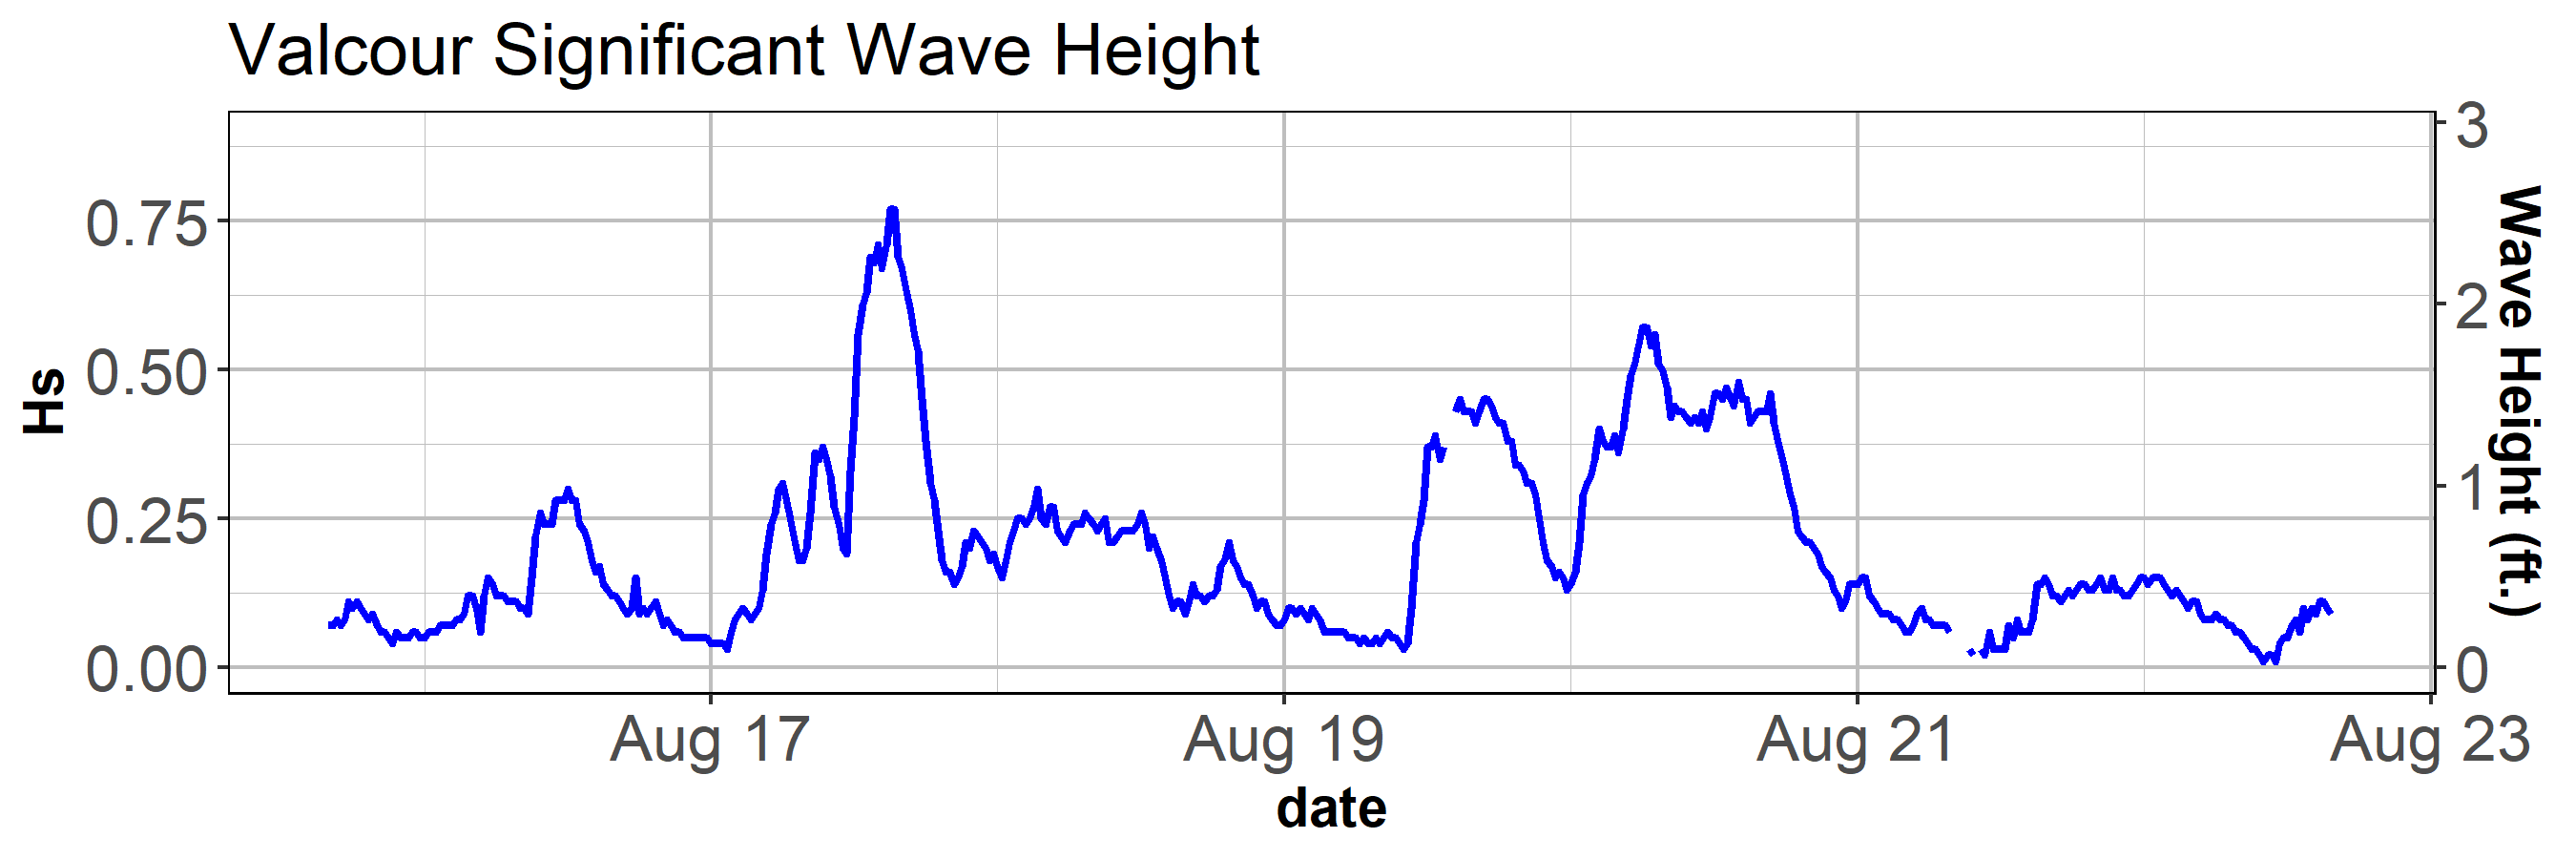 Valcour Significant Wave Height
Hs
0.75
0.50
0.25
0.00
3
2
1
0
Wave Height (ft.)
Aug 17
Aug 19
Aug 21
Aug 23
date